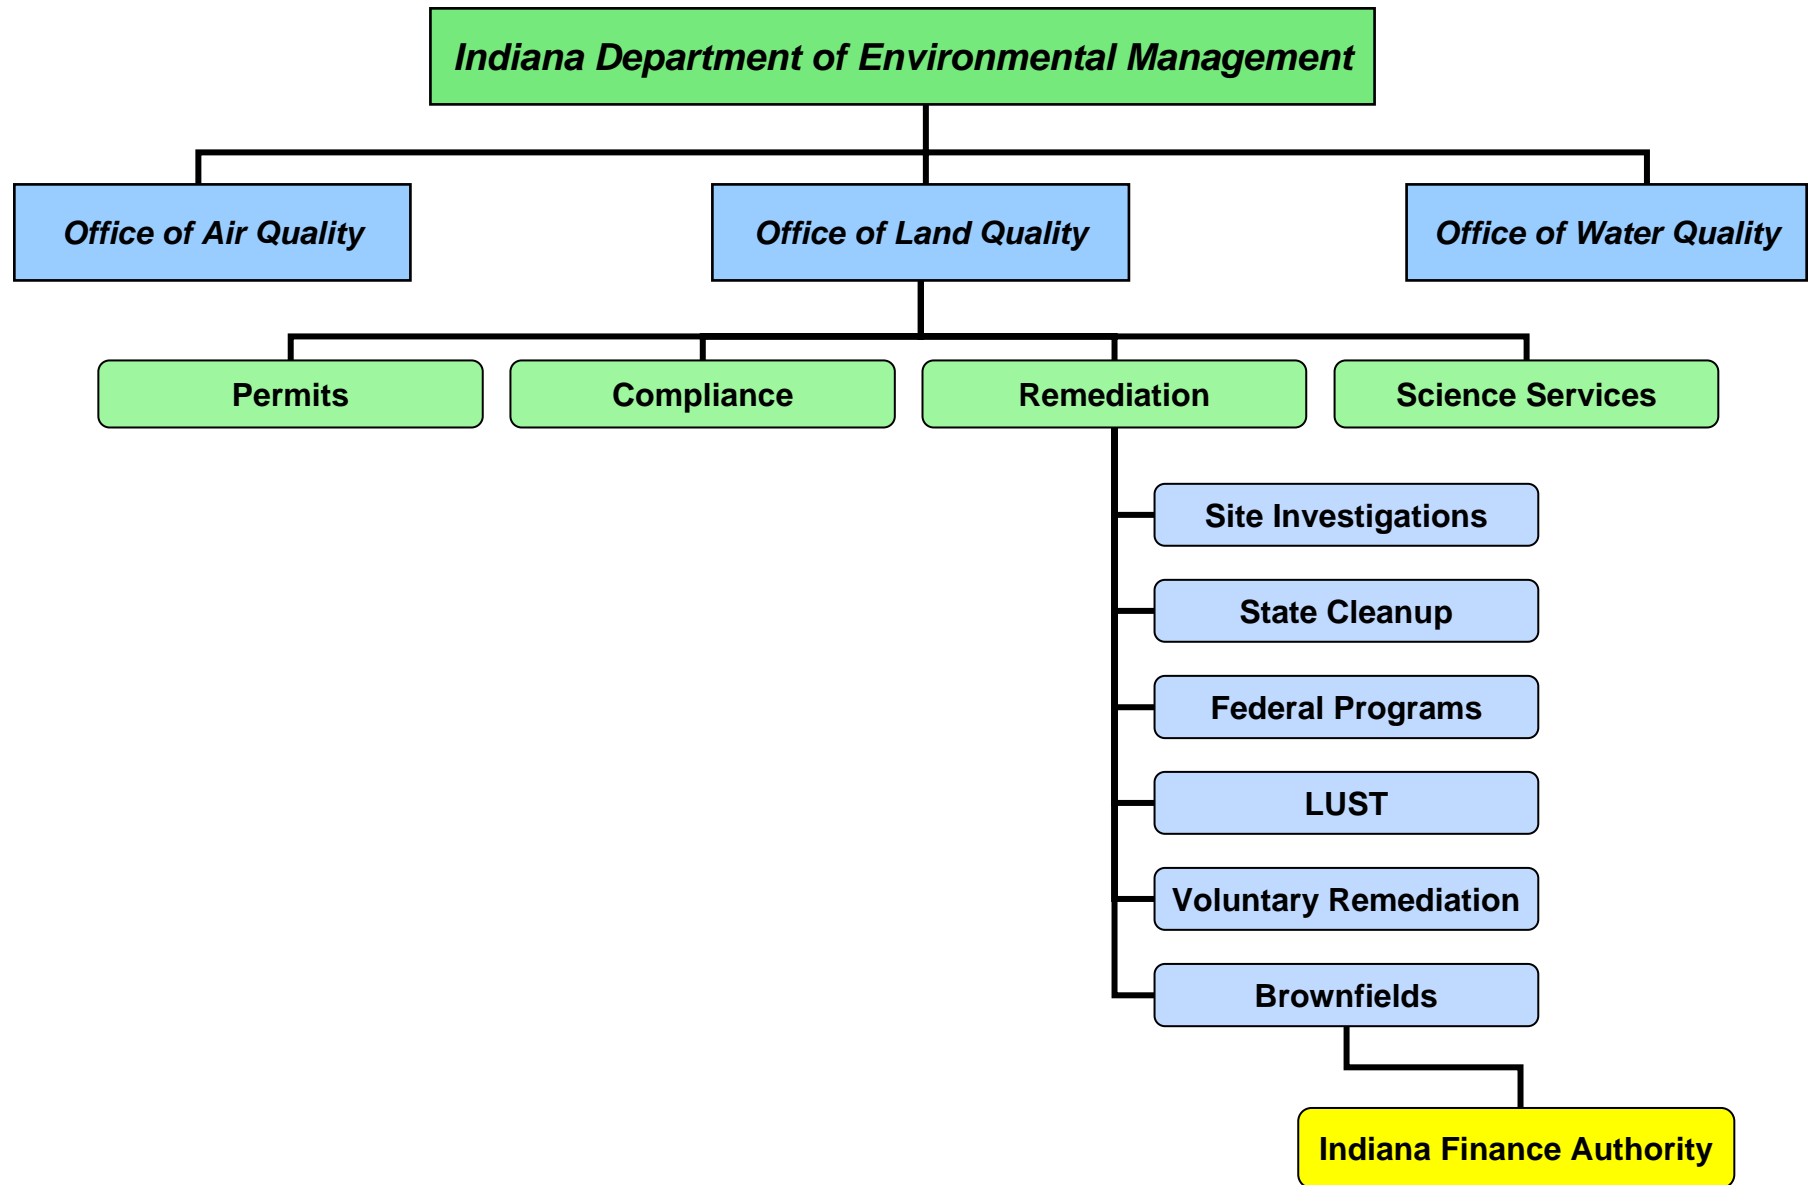 Indiana Department of Environmental Management
Office of Air Quality
Office of Land Quality
Office of Water Quality
Permits
Compliance
Remediation
Science Services
Site Investigations
State Cleanup
Federal Programs
LUST
Voluntary Remediation
Brownfields
Indiana Finance Authority